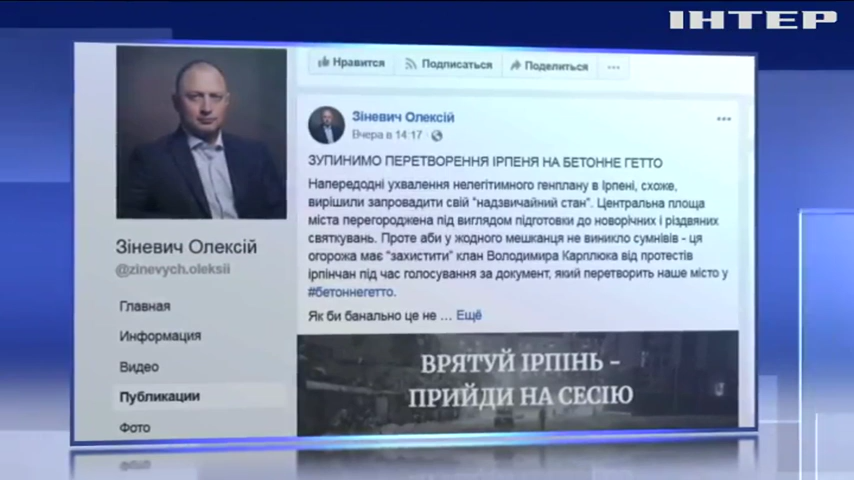 ІНТЕР
Нравится
Подписаться
Поделиться
Зіневич Олексій
Вчера в 14:17
ЗУПИНИМО ПЕРЕТВОРЕННЯ ІРПЕНЯ НА БЕТОННЕ ГЕТТО
Напередодні ухвалення нелегітимного генплану в Ірпені, схоже,
вирішили запровадити свій "надзвичайний стан". Центральна площа
міста перегороджена під виглядом підготовки до новорічних і різдвяних
святкувань. Проте аби у жодного мешканця не виникло сумнівів - ця
огорожа має "захистити" клан Володимира Карплюка від протестів
ірпінчан під час голосування за документ, який перетворить наше місто у
#бетоннегетто.
Як би банально це не ... Ещё
Зіневич Олексій
@zinevych.oleksii
Главная
Информация
Видео
Публикации
Фото
ВРЯТУЙ ІРПІНЬ –
ПРИЙДИ НА СЕСІЮ